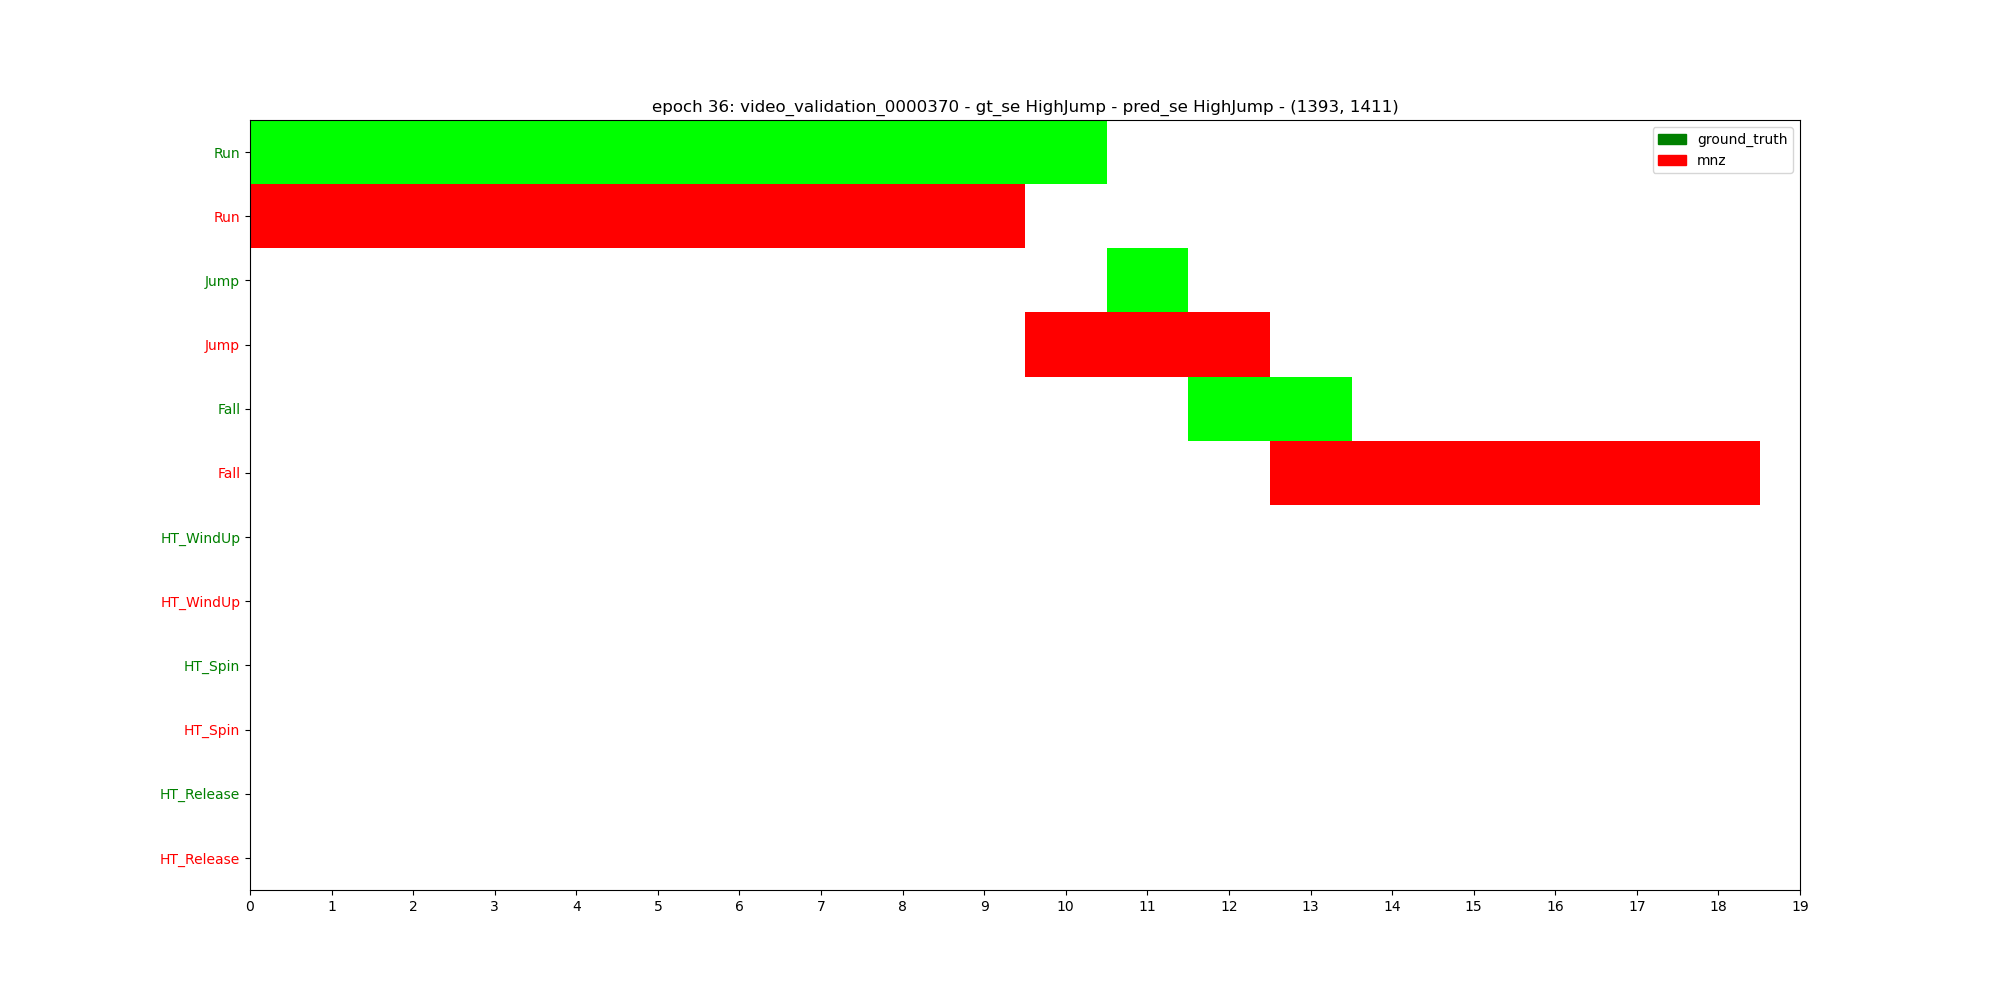 epoch 36: video_validation_0000370 - gt_se HighJump - pred_se HighJump - (1393, 1411)
ground_truth
mnz
Run
Run
Jump
Jump
Fall
Fall
HT_WindUp
HT_WindUp
HT_Spin
HT_Spin
HT_Release
HT_Release
0 1 2 3 4 5 6 7 8 9 10 11 12 13 14 15 16 17 18 19